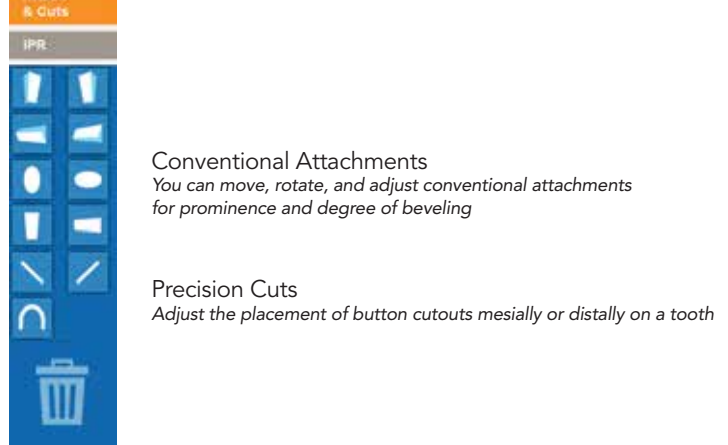 & Cuts
IPR
Conventional Attachments
You can move, rotate, and adjust conventional attachments
for prominence and degree of beveling
Precision Cuts
Adjust the placement of button cutouts mesially or distally on a tooth